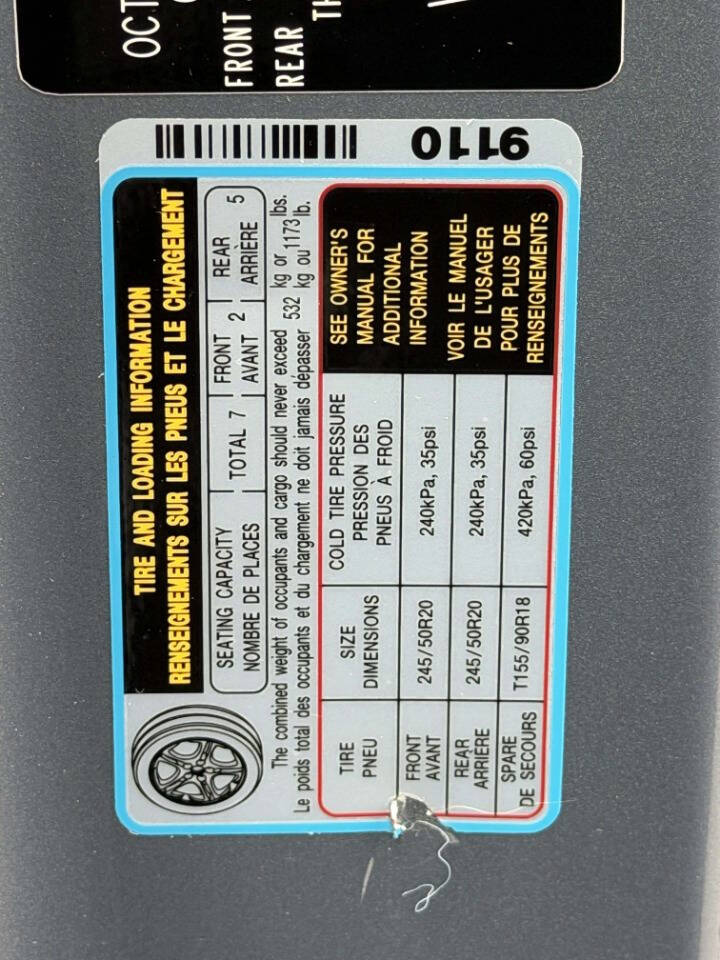 OCT
FRONT
REAR
TH
9110
TIRE AND LOADING INFORMATION
RENSEIGNEMENTS SUR LES PNEUS ET LE CHARGEMENT
SEATING CAPACITY
NOMBRE DE PLACES
TOTAL 7
FRONT
AVANT
2
REAR
ARRIÈRE
5
The combined weight of occupants and cargo should never exceed 532 kg or 1173 lbs.
Le poids total des occupants et du chargement ne doit jamais dépasser kg ou lb.
TIRE
PNEU
SIZE
DIMENSIONS
COLD TIRE PRESSURE
PRESSION DES
PNEUS À FROID
FRONT
AVANT
245/50R20
240kPa, 35psi
REAR
ARRIÈRE
245/50R20
240kPa, 35psi
SPARE
DE SECOURS
T155/90R18
420kPa, 60psi
SEE OWNER'S
MANUAL FOR
ADDITIONAL
INFORMATION
VOIR LE MANUEL
DE L'USAGER
POUR PLUS DE
RENSEIGNEMENTS